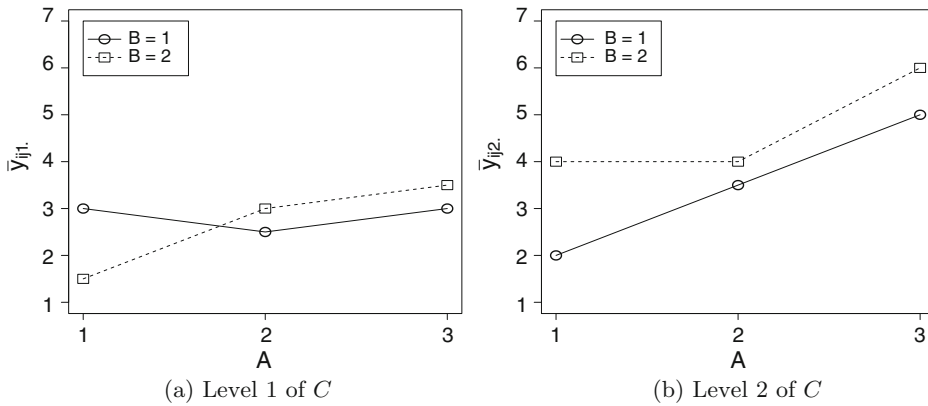 7
6
5
4
3
2
1
ȳij1.
B = 1
B = 2
1 2 3
A
(a) Level 1 of C
7
6
5
4
3
2
1
ȳij2.
B = 1
B = 2
1 2 3
A
(b) Level 2 of C